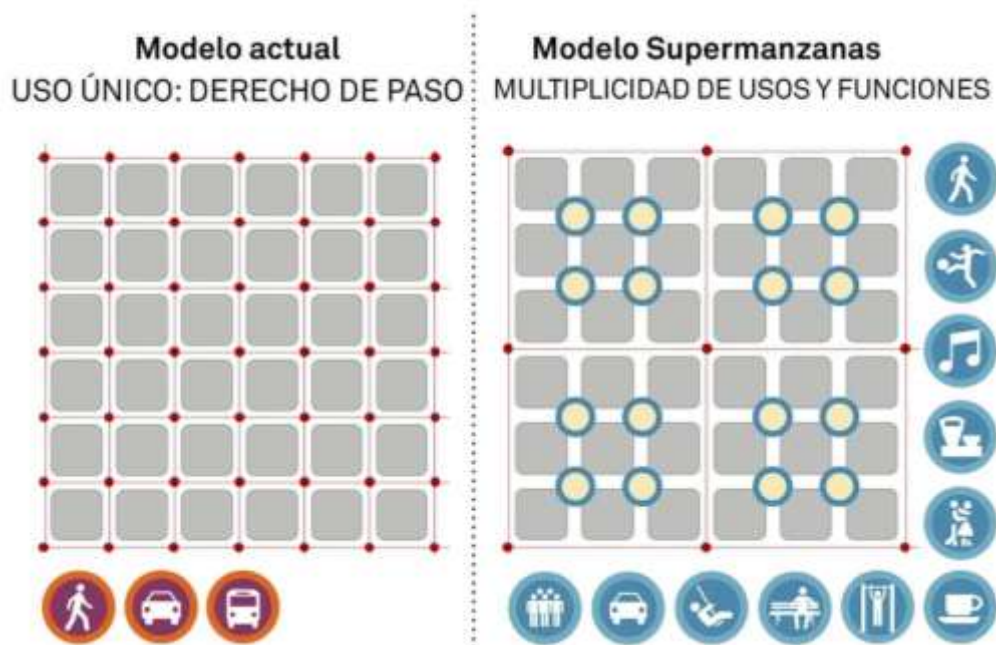 Modelo actual
USO ÚNICO: DERECHO DE PASO
Modelo Supermanzanas
MULTIPLICIDAD DE USOS Y FUNCIONES